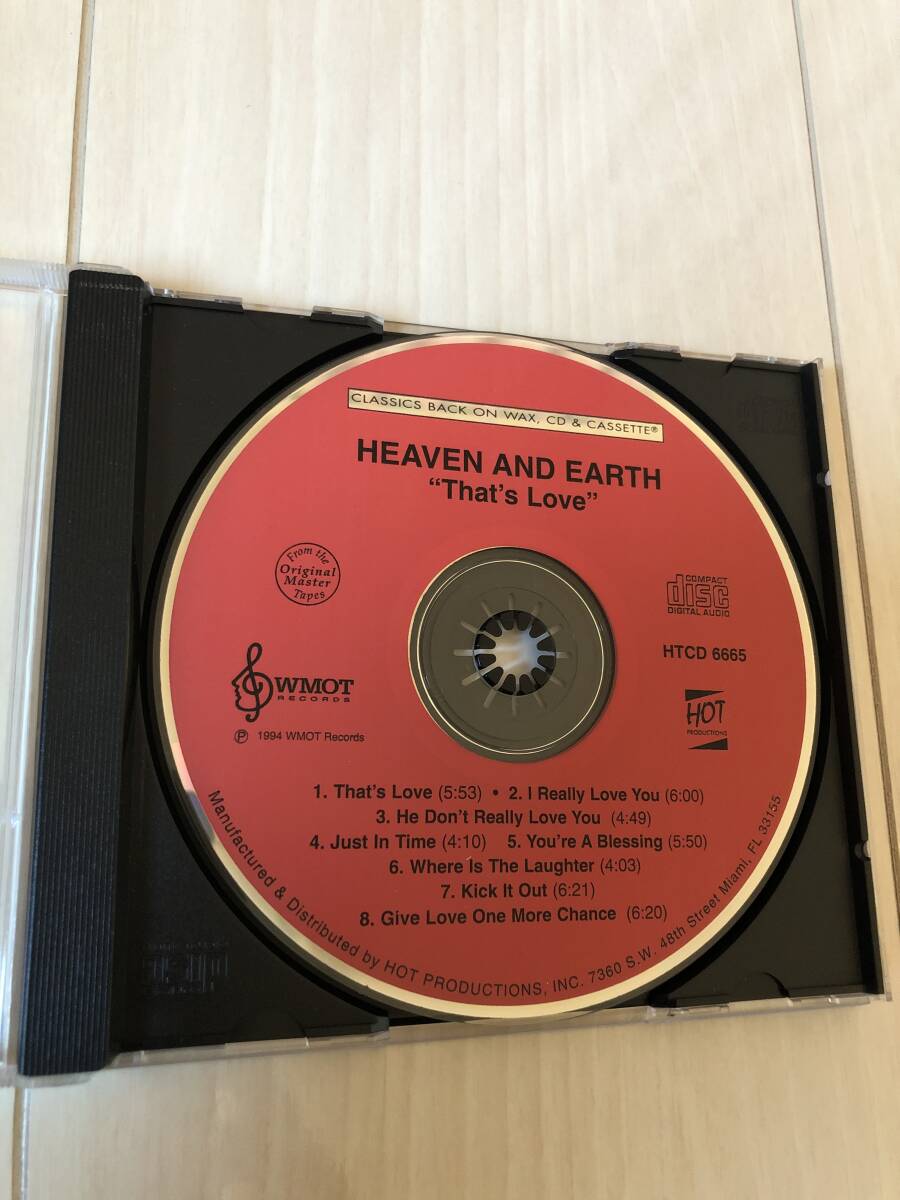 CLASSICS BACK ON WAX, CD & CASSETTE®
HEAVEN AND EARTH
“That's Love”
From the
Original
Master
Tapes
COMPACT
disc
DIGITAL AUDIO
HTCD 6665
WMOT
RECORDS
℗ 1994 WMOT Records
HOT
PRODUCTIONS
1. That's Love (5:53) • 2. I Really Love You (6:00)
3. He Don't Really Love You (4:49)
4. Just In Time (4:10) 5. You're A Blessing (5:50)
6. Where Is The Laughter (4:03)
7. Kick It Out (6:21)
8. Give Love One More Chance (6:20)
Manufactured & Distributed by HOT PRODUCTIONS, INC. 7360 S.W. 48th Street Miami, FL 33155